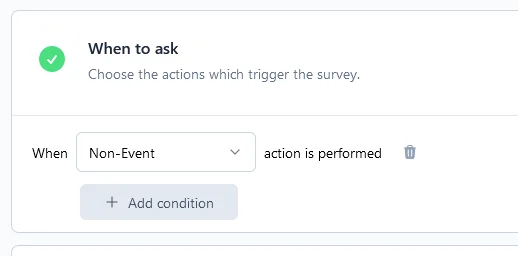 When to ask
Choose the actions which trigger the survey.
When Non-Event action is performed
+ Add condition